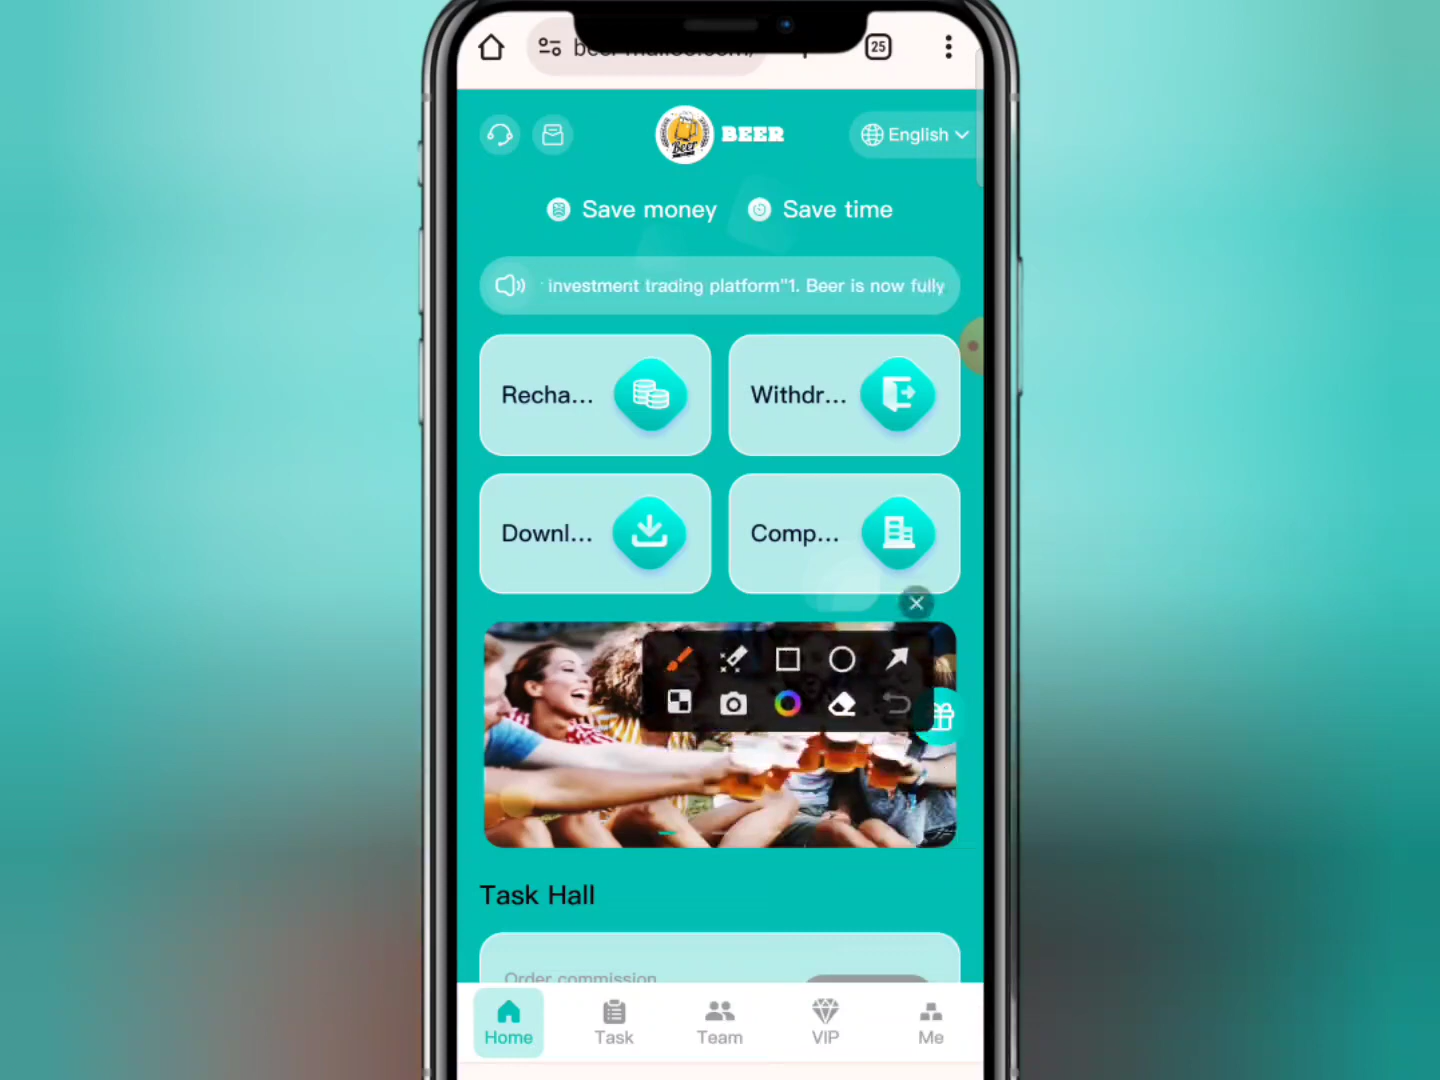 25
BEER
English
Save money
Save time
investment trading platform"1. Beer is now fully
Recha...
Withdr...
Downl...
Comp...
Task Hall
Order commission
Home
Task
Team
VIP
Me